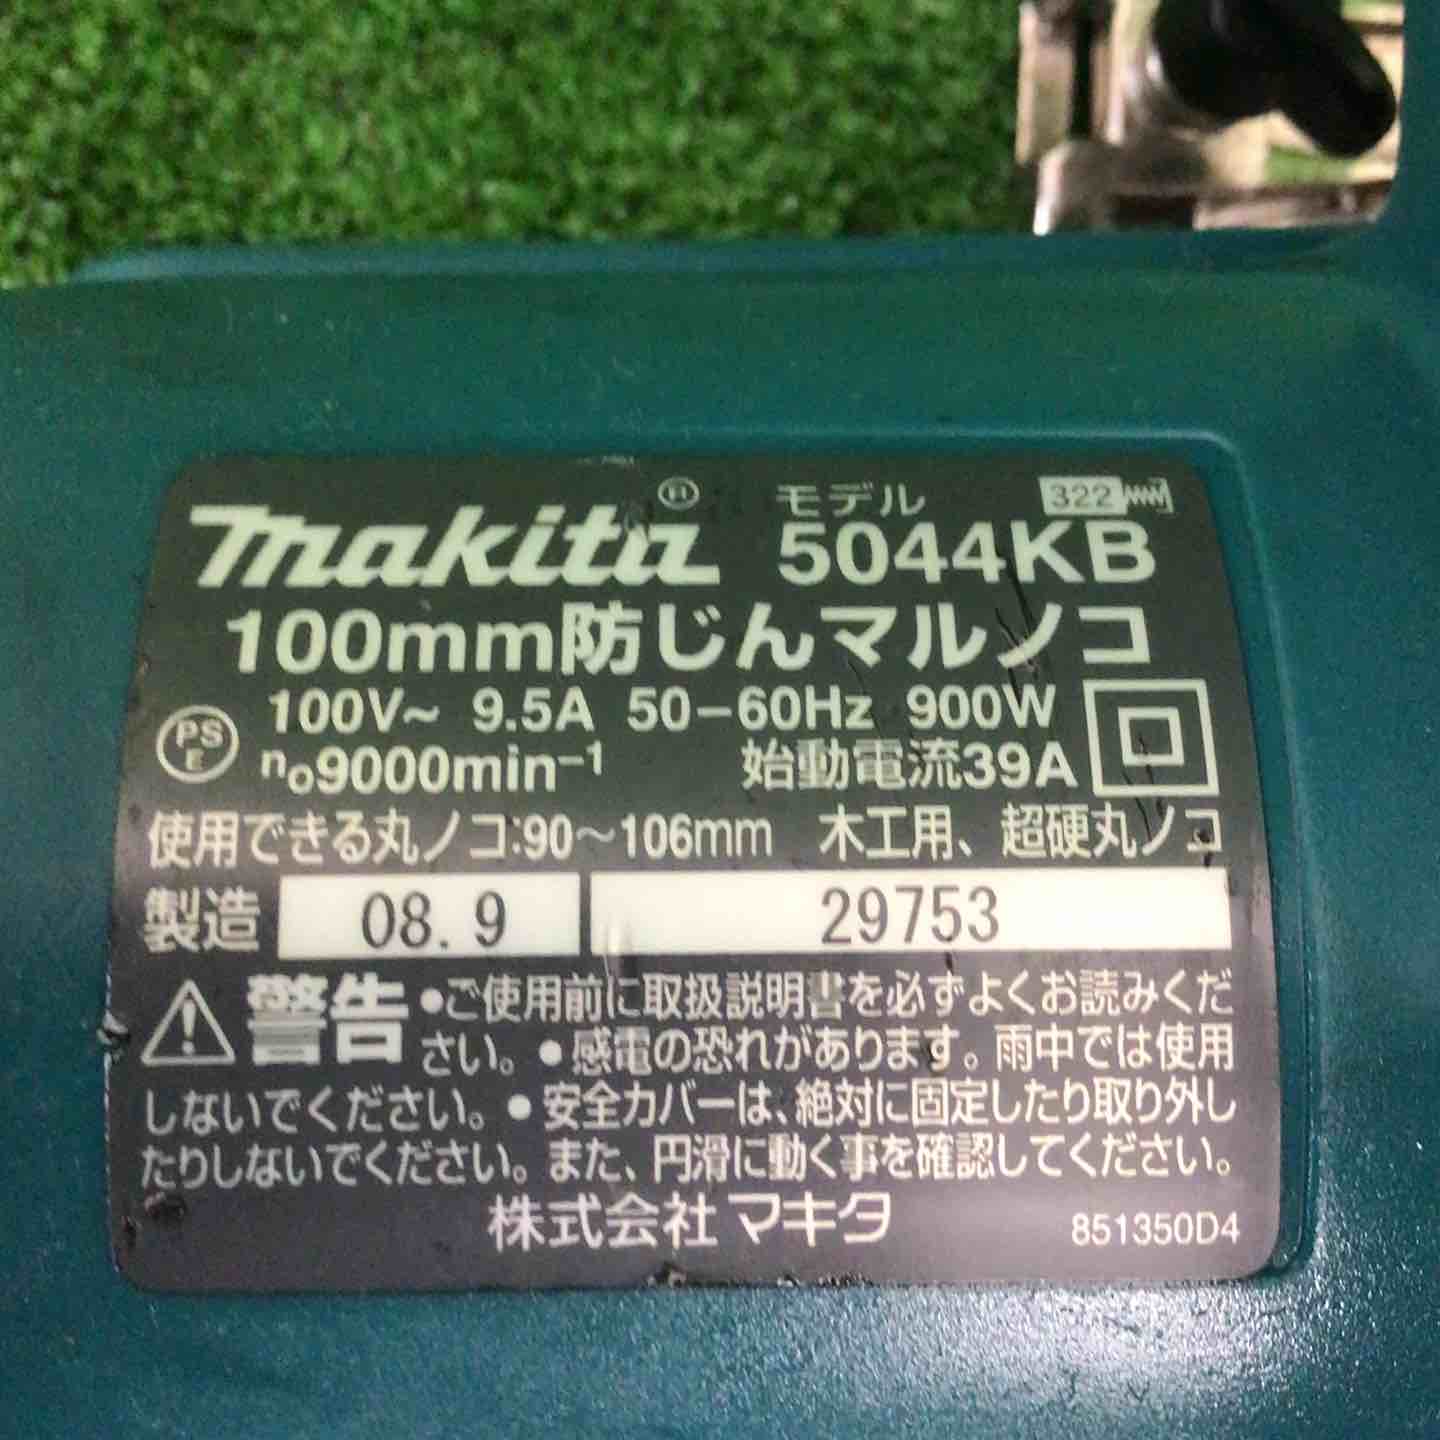 makita® モデル 322
5044KB
100mm防じんマルノコ
PSE 100V~ 9.5A 50-60Hz 900W
n₀9000min⁻¹ 始動電流39A
使用できる丸ノコ:90～106mm 木工用、超硬丸ノコ
製造 08.9 29753
警告 ●ご使用前に取扱説明書を必ずよくお読みくだ
さい。●感電の恐れがあります。雨中では使用
しないでください。●安全カバーは、絶対に固定したり取り外し
たりしないでください。また、円滑に動く事を確認してください。
株式会社マキタ 851350D4